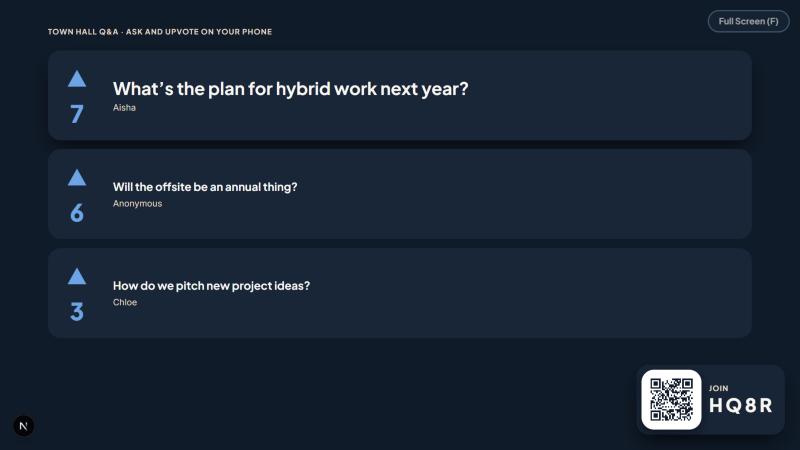 Full Screen (F)
TOWN HALL Q&A · ASK AND UPVOTE ON YOUR PHONE
What’s the plan for hybrid work next year?
Aisha
7
Will the offsite be an annual thing?
Anonymous
6
How do we pitch new project ideas?
Chloe
3
JOIN
HQ8R
N